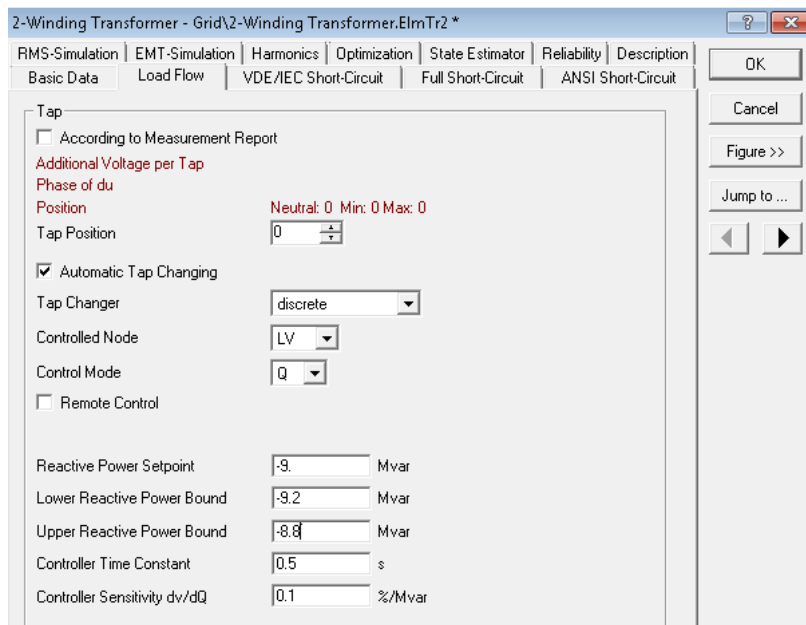 2-Winding Transformer - Grid\2-Winding Transformer.ElmTr2 *
RMS-Simulation EMT-Simulation Harmonics Optimization State Estimator Reliability Description
Basic Data Load Flow VDE/IEC Short-Circuit Full Short-Circuit ANSI Short-Circuit
OK
Cancel
Figure >>
Jump to ...
Tap
According to Measurement Report
Additional Voltage per Tap
Phase of du
Position Neutral: 0 Min: 0 Max: 0
Tap Position 0
Automatic Tap Changing
Tap Changer discrete
Controlled Node LV
Control Mode Q
Remote Control
Reactive Power Setpoint -9. Mvar
Lower Reactive Power Bound -9.2 Mvar
Upper Reactive Power Bound -8.8 Mvar
Controller Time Constant 0.5 s
Controller Sensitivity dv/dQ 0.1 %/Mvar